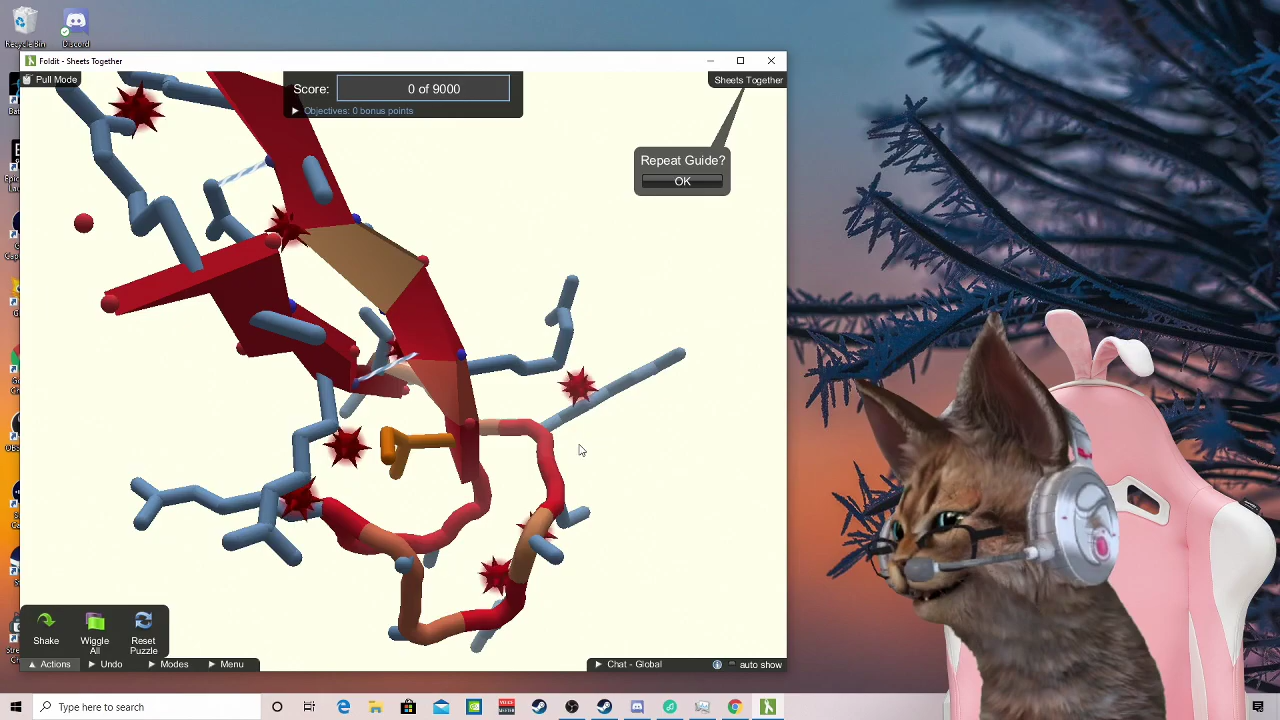 Recycle Bin
Discord
Foldit - Sheets Together
Pull Mode
Score:
0 of 9000
Objectives: 0 bonus points
Sheets Together
Repeat Guide?
OK
Shake
Wiggle All
Reset Puzzle
Actions
Undo
Modes
Menu
Chat - Global
auto show
Type here to search